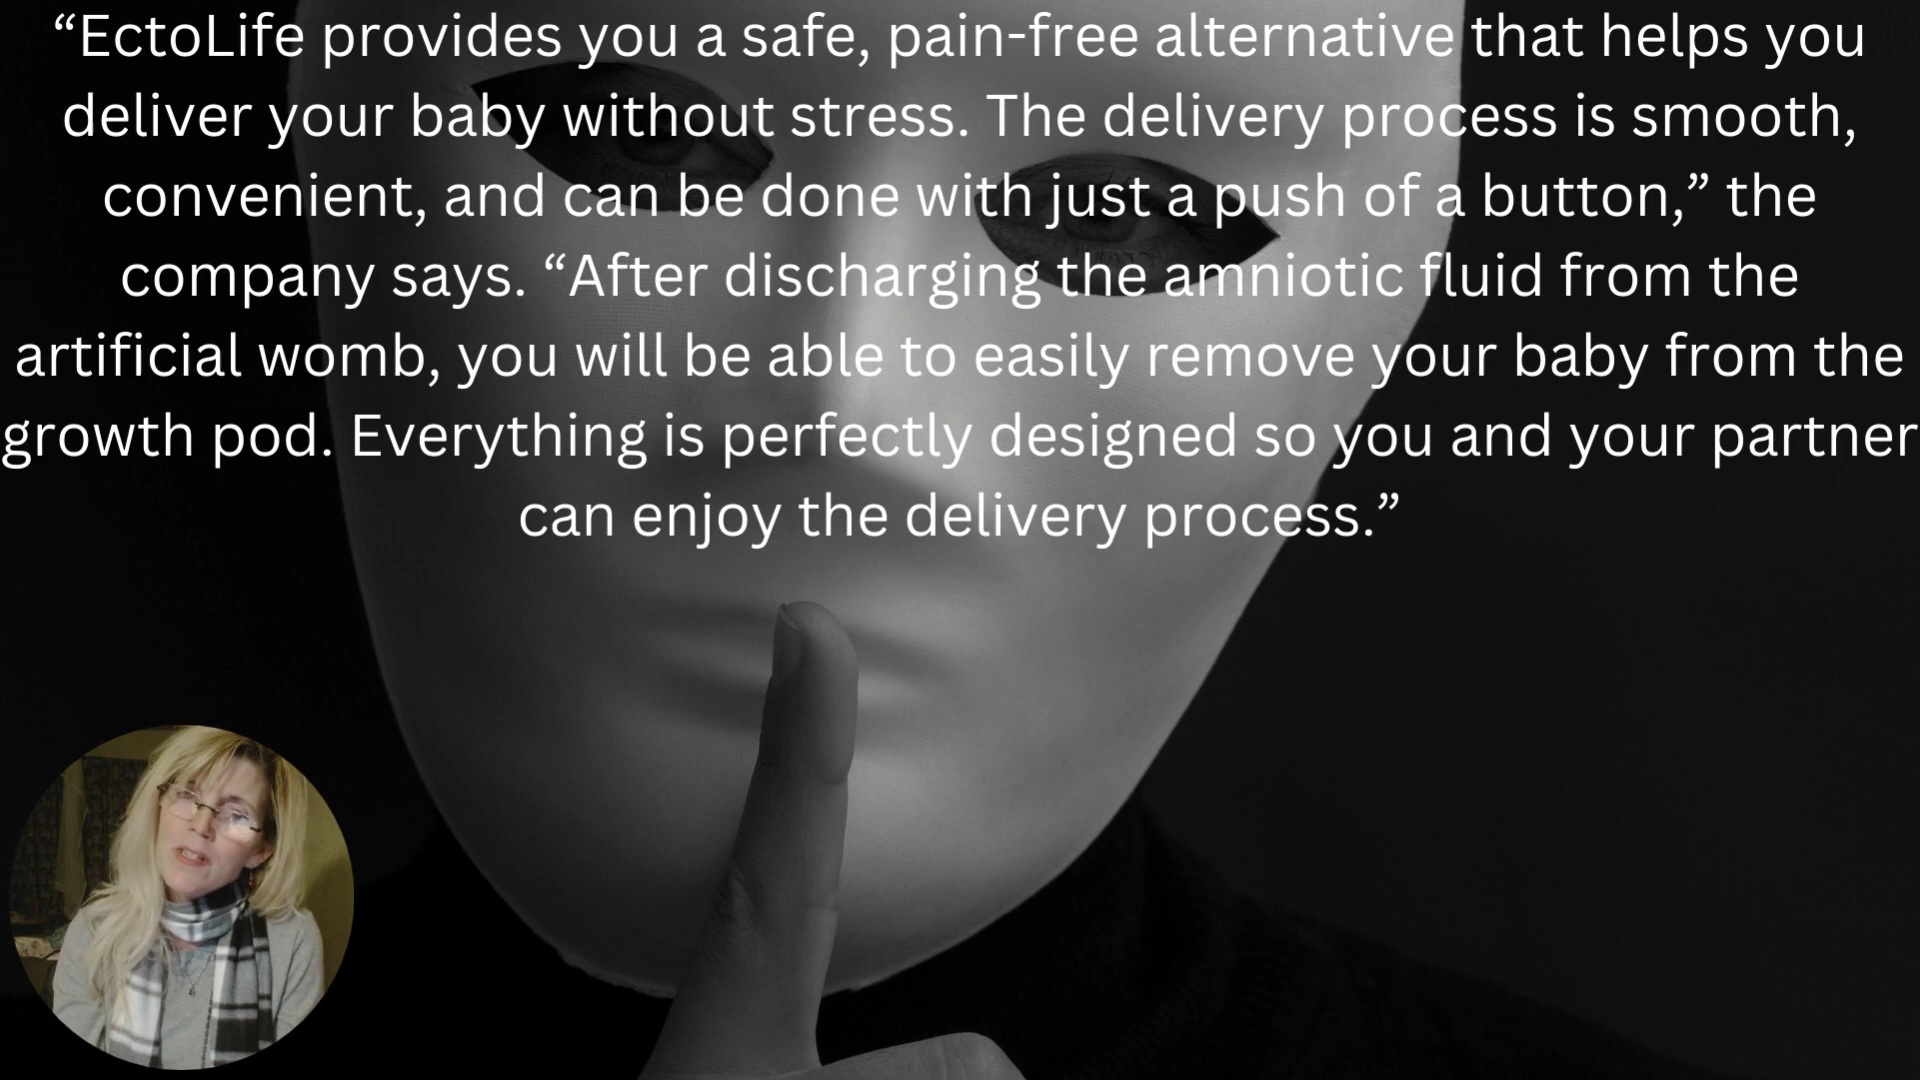 “EctoLife provides you a safe, pain-free alternative that helps you
deliver your baby without stress. The delivery process is smooth,
convenient, and can be done with just a push of a button,” the
company says. “After discharging the amniotic fluid from the
artificial womb, you will be able to easily remove your baby from the
growth pod. Everything is perfectly designed so you and your partner
can enjoy the delivery process.”